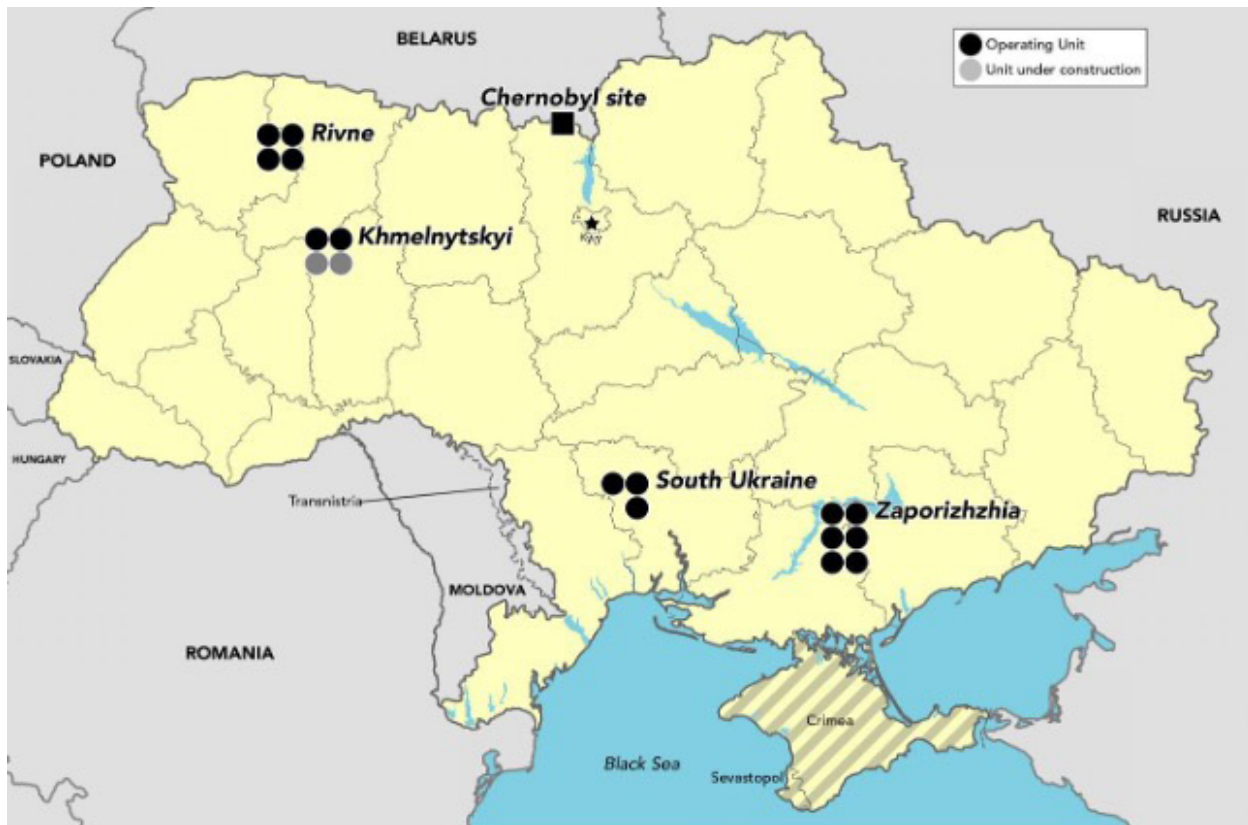 BELARUS
Operating Unit
Unit under construction
Chernobyl site
Rivne
POLAND
RUSSIA
Khmelnytskyi
Kyiv
SLOVAKIA
HUNGARY
South Ukraine
Transnistria
Zaporizhzhia
MOLDOVA
ROMANIA
Crimea
Black Sea
Sevastopol